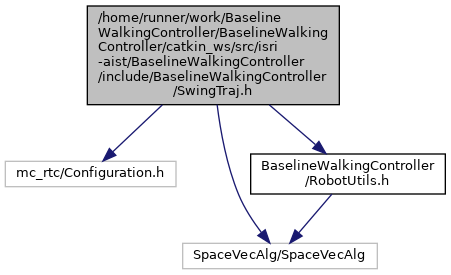 /home/runner/work/Baseline
WalkingController/BaselineWalking
Controller/catkin_ws/src/isri
-aist/BaselineWalkingController
/include/BaselineWalkingController
/SwingTraj.h
mc_rtc/Configuration.h
BaselineWalkingController
/RobotUtils.h
SpaceVecAlg/SpaceVecAlg